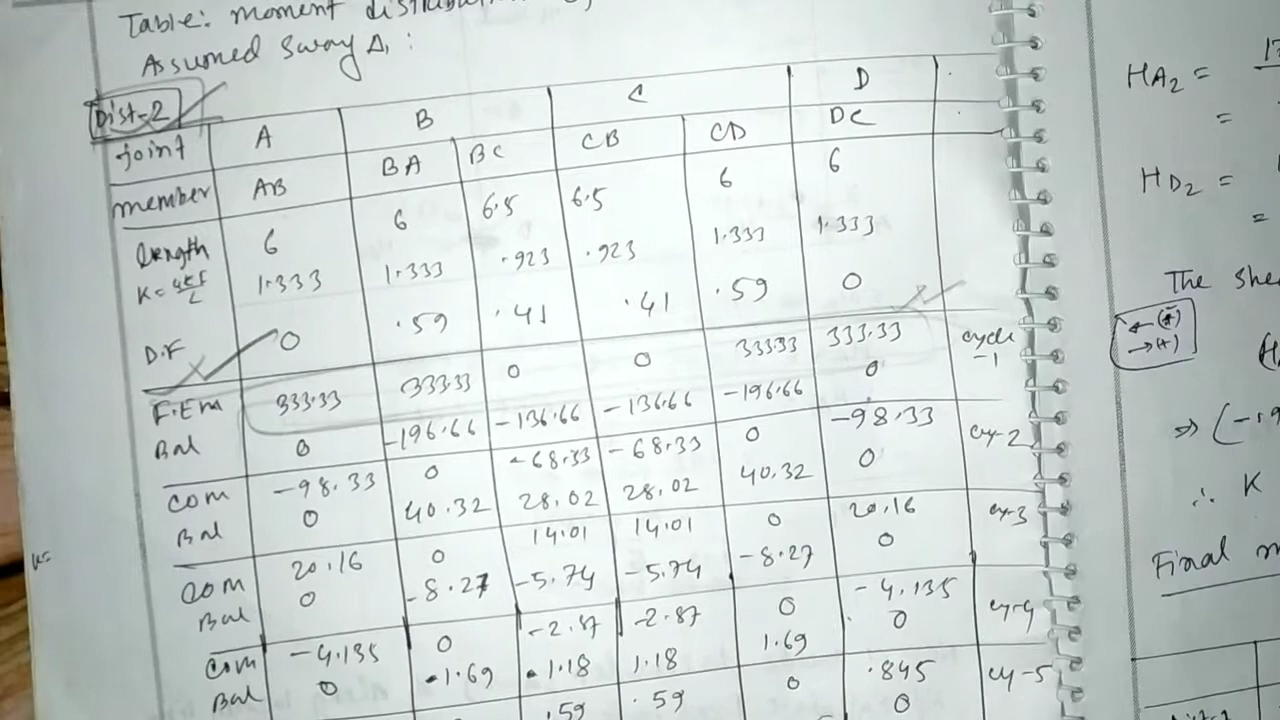 Table: moment
Assumed Sway Δ₁ :
Dist-2
Joint A B C D
member AB BA BC CB CD DC
length 6 6 6.5 6.5 6 6
K= 4EI/L 1.333 1.333 .923 .923 1.333 1.333
D.F 0 .59 .41 .41 .59 0
F.Em 333.33 333.33 0 0 333.33 333.33 cycle -1
Bal 0 -196.66 -136.66 -136.66 -196.66 0
Com -98.33 0 -68.33 -68.33 0 -98.33 cy-2
Bal 0 40.32 28.02 28.02 40.32 0
Com 20.16 0 14.01 14.01 0 20.16 cy-3
Bal 0 -8.27 -5.74 -5.74 -8.27 0
Com -4.135 0 -2.87 -2.87 0 -4.135 cy-4
Bal 0 -1.69 -1.18 1.18 1.69 0
.59 .59 0 .845 cy-5
0
HA₂ =
=
HD₂ =
=
The She
← (+)
→ (+)
⇒ (-19
∴ K
Final m